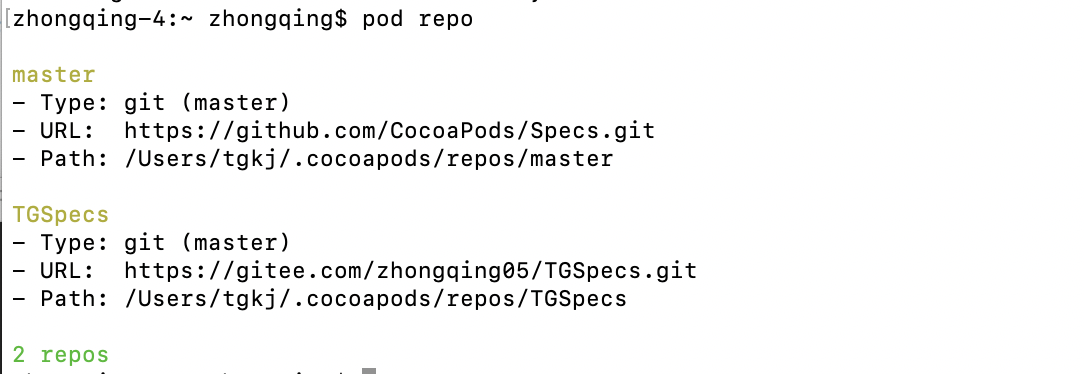 [zhongqing-4:~ zhongqing$ pod repo
master
- Type: git (master)
- URL:  https://github.com/CocoaPods/Specs.git
- Path: /Users/tgkj/.cocoapods/repos/master
TGSpecs
- Type: git (master)
- URL:  https://gitee.com/zhongqing05/TGSpecs.git
- Path: /Users/tgkj/.cocoapods/repos/TGSpecs
2 repos